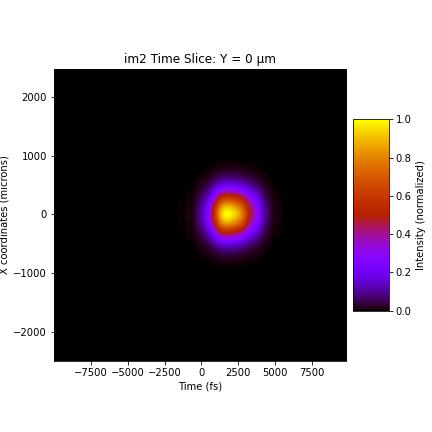 im2 Time Slice: Y = 0 μm
X coordinates (microns)
2000
1000
0
−1000
−2000
−7500 −5000 −2500 0 2500 5000 7500
Time (fs)
1.0
0.8
0.6
0.4
0.2
0.0
Intensity (normalized)